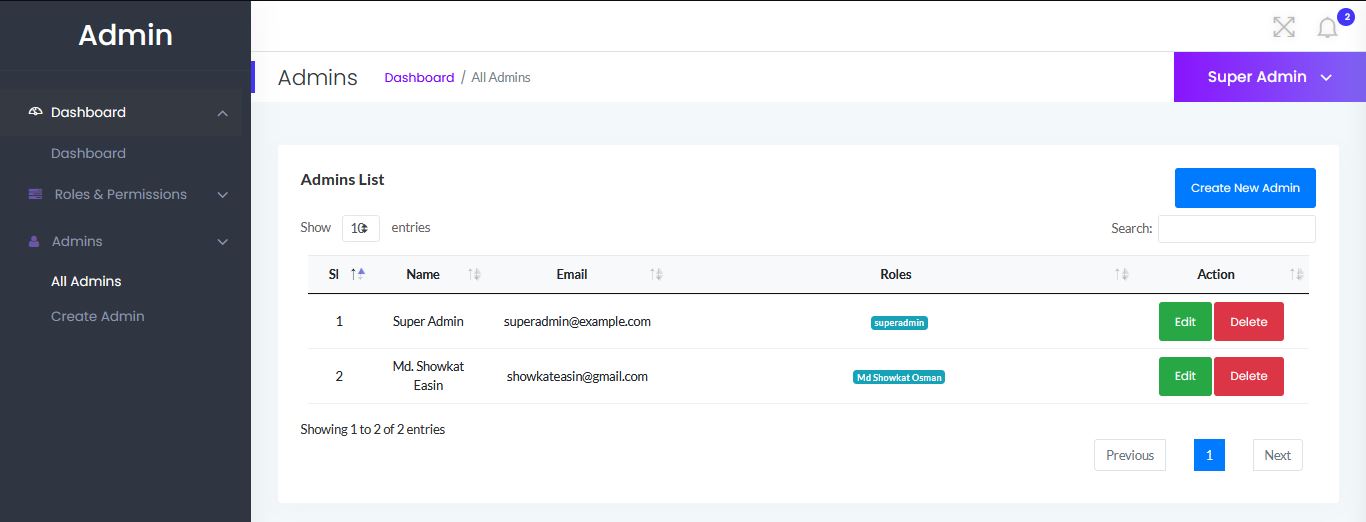 Admin
2
Admins Dashboard / All Admins Super Admin
Dashboard
Dashboard
Roles & Permissions
Admins
All Admins
Create Admin
Admins List
Create New Admin
Show 10 entries Search:
Sl Name Email Roles Action
1 Super Admin superadmin@example.com superadmin Edit Delete
2 Md. Showkat Easin showkateasin@gmail.com Md Showkat Osman Edit Delete
Showing 1 to 2 of 2 entries
Previous 1 Next